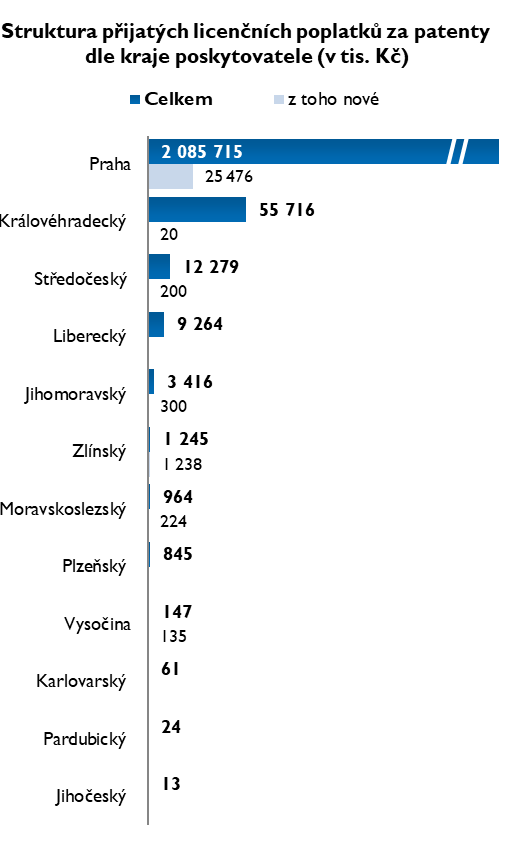 Struktura přijatých licenčních poplatků za patenty
dle kraje poskytovatele (v tis. Kč)
Celkem z toho nové
Praha 2 085 715
25 476
Královéhradecký 55 716
20
Středočeský 12 279
200
Liberecký 9 264
Jihomoravský 3 416
300
Zlínský 1 245
1 238
Moravskoslezský 964
224
Plzeňský 845
Vysočina 147
135
Karlovarský 61
Pardubický 24
Jihočeský 13